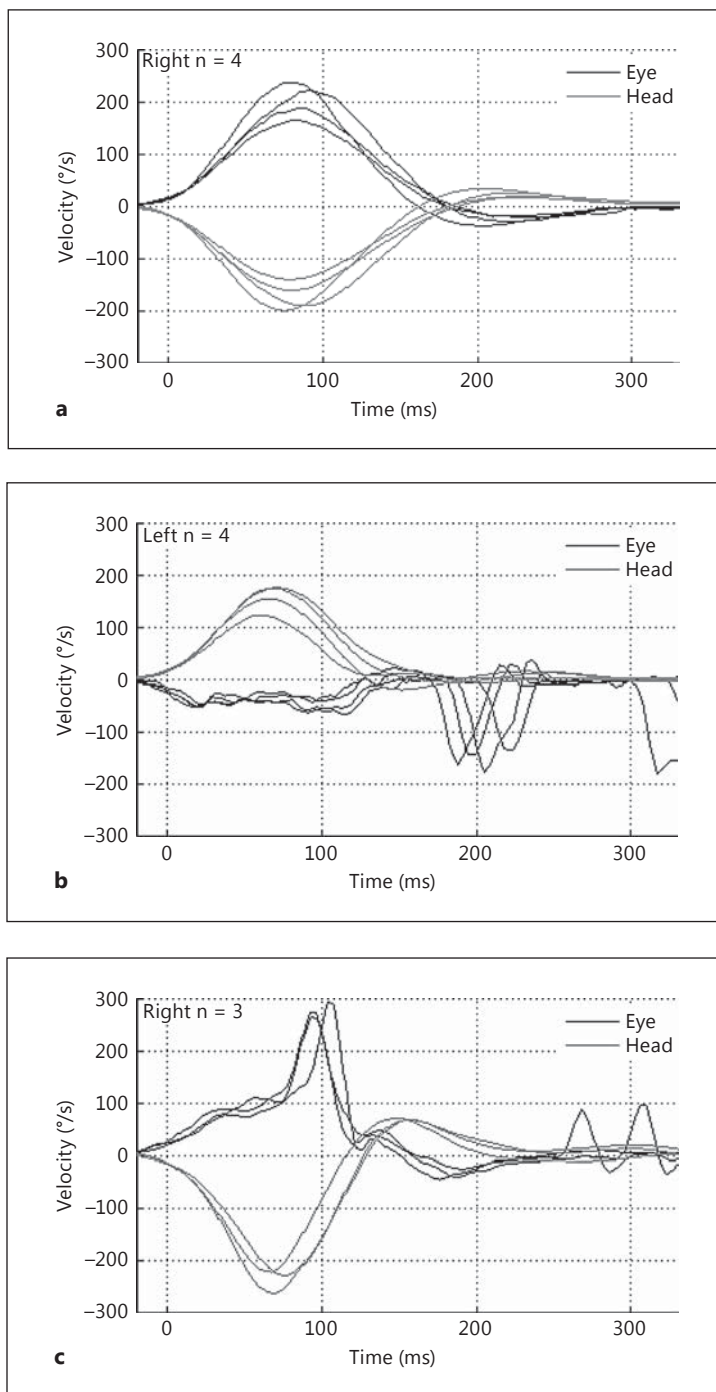 300
Right n = 4
Eye
200
Head
100
0
–100
–200
–300
Velocity (°/s)
0
100
200
300
a
Time (ms)
300
Left n = 4
Eye
200
Head
100
0
–100
–200
–300
Velocity (°/s)
0
100
200
300
b
Time (ms)
300
Right n = 3
Eye
200
Head
100
0
–100
–200
–300
Velocity (°/s)
0
100
200
300
c
Time (ms)